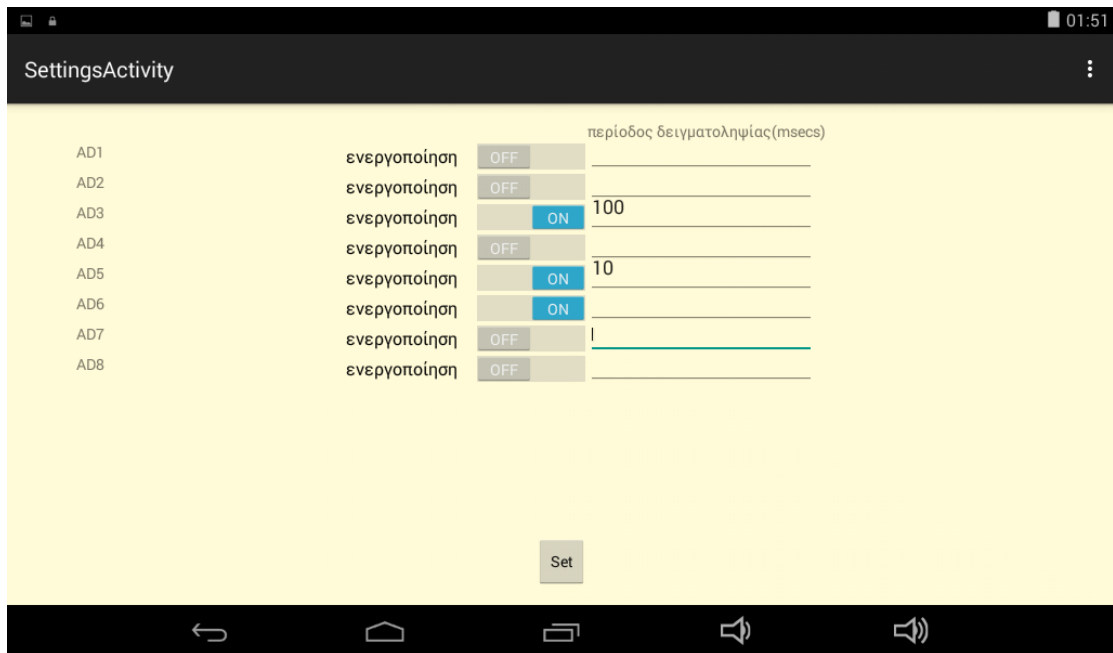 01:51
SettingsActivity
περίοδος δειγματοληψίας(msecs)
AD1 ενεργοποίηση OFF
AD2 ενεργοποίηση OFF
AD3 ενεργοποίηση ON 100
AD4 ενεργοποίηση OFF
AD5 ενεργοποίηση ON 10
AD6 ενεργοποίηση ON
AD7 ενεργοποίηση OFF
AD8 ενεργοποίηση OFF
Set